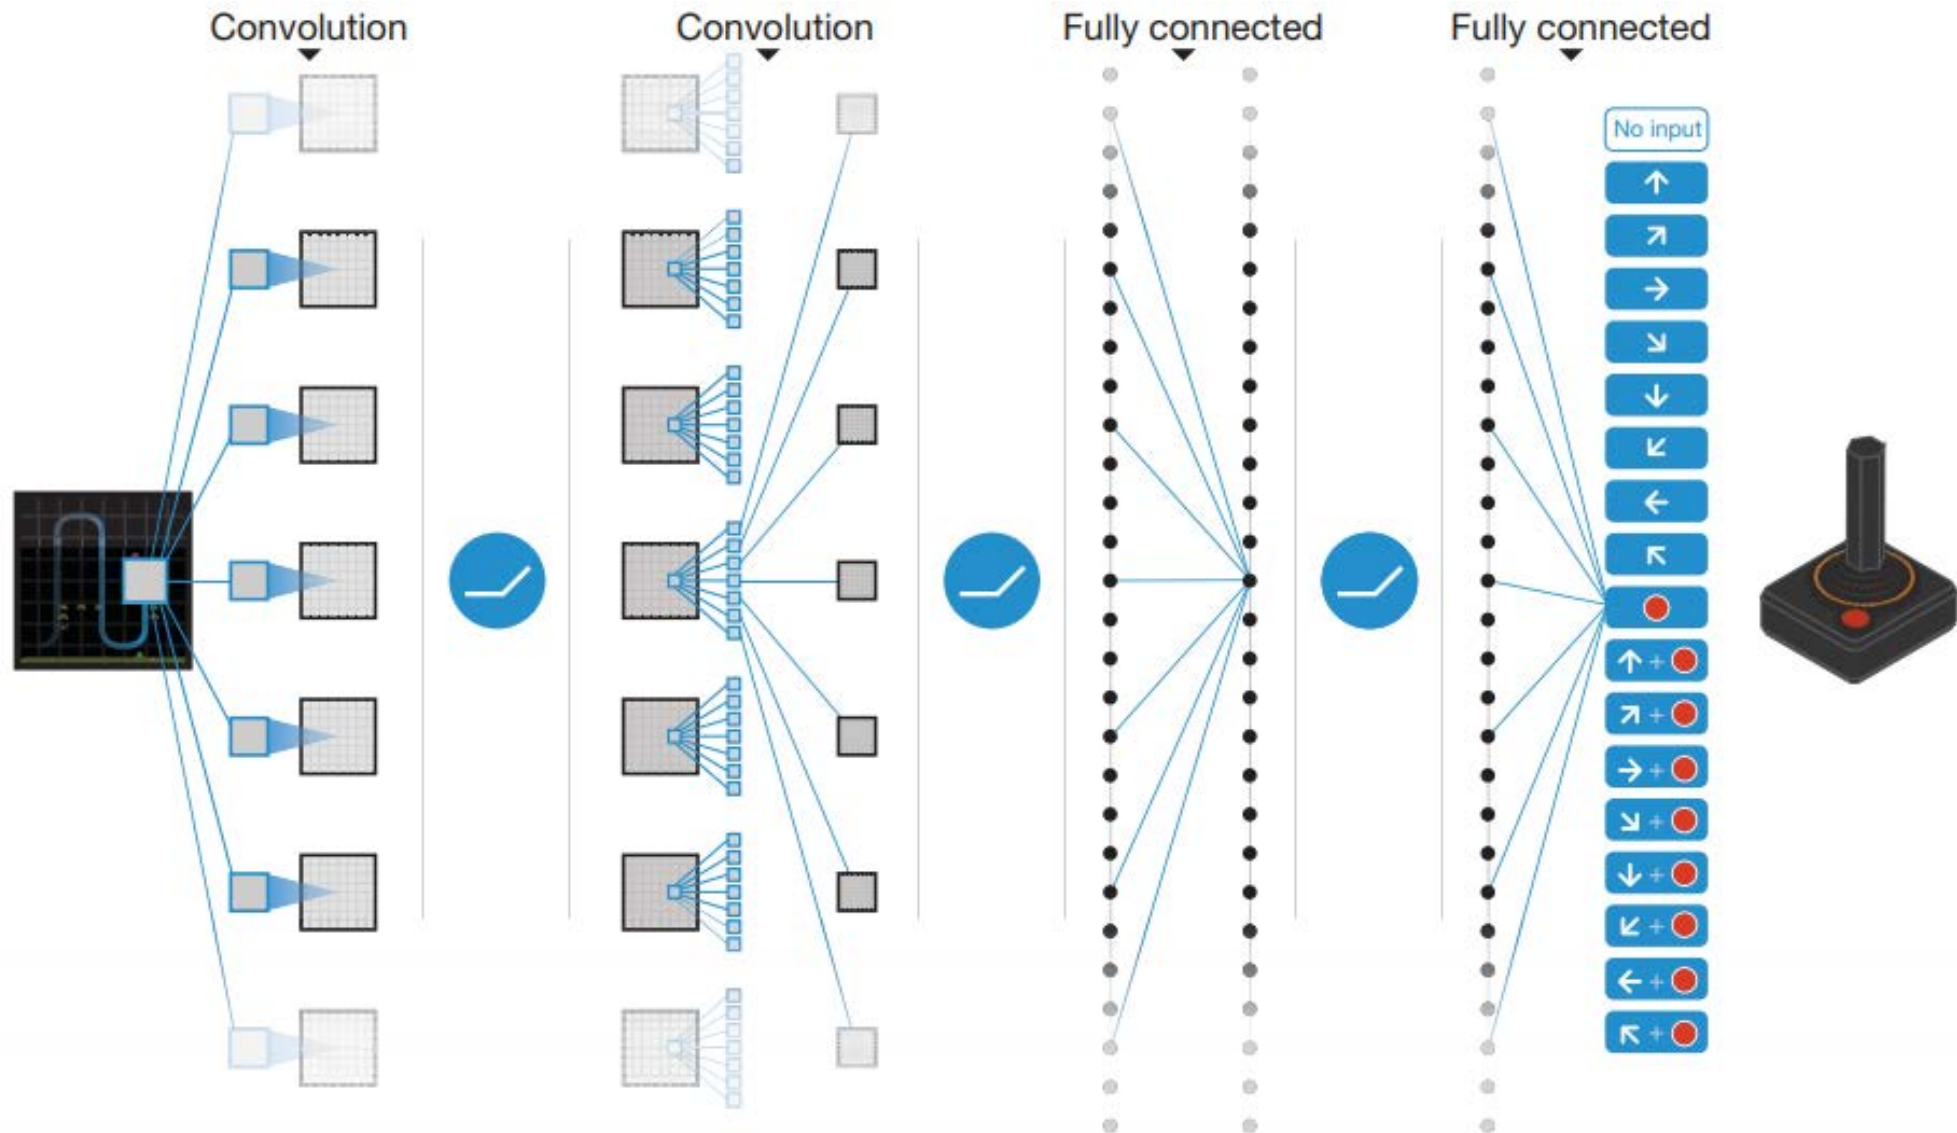 Convolution
Convolution
Fully connected
Fully connected
No input
+
+
+
+
+
+
+
+